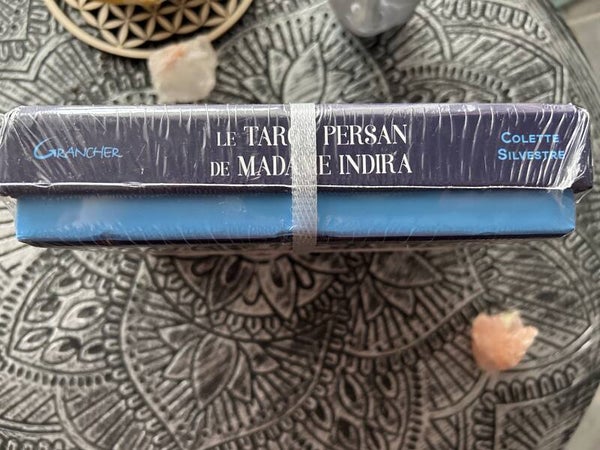 GRANCHER
LE TARO PERSAN
DE MADA E INDIRA
COLETTE
SILVESTRE